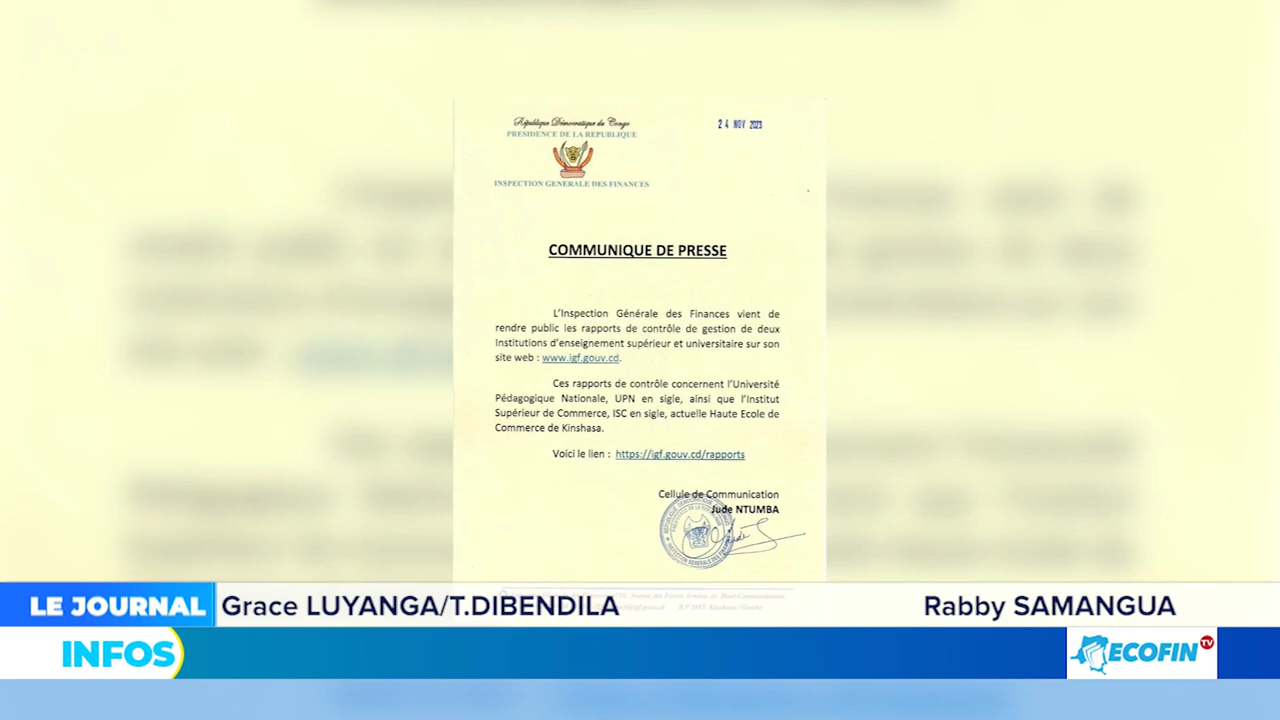 République Démocratique du Congo
PRESIDENCE DE LA REPUBLIQUE
INSPECTION GENERALE DES FINANCES
24 NOV 2023
COMMUNIQUE DE PRESSE
L'Inspection Générale des Finances vient de
rendre public les rapports de contrôle de gestion de deux
Institutions d'enseignement supérieur et universitaire sur son
site web : www.igf.gouv.cd.
Ces rapports de contrôle concernent l'Université
Pédagogique Nationale, UPN en sigle, ainsi que l'Institut
Supérieur de Commerce, ISC en sigle, actuelle Haute Ecole de
Commerce de Kinshasa.
Voici le lien : https://igf.gouv.cd/rapports
Cellule de Communication
Jude NTUMBA
LE JOURNAL
Grace LUYANGA/T.DIBENDILA
Rabby SAMANGUA
INFOS
ECOFIN TV